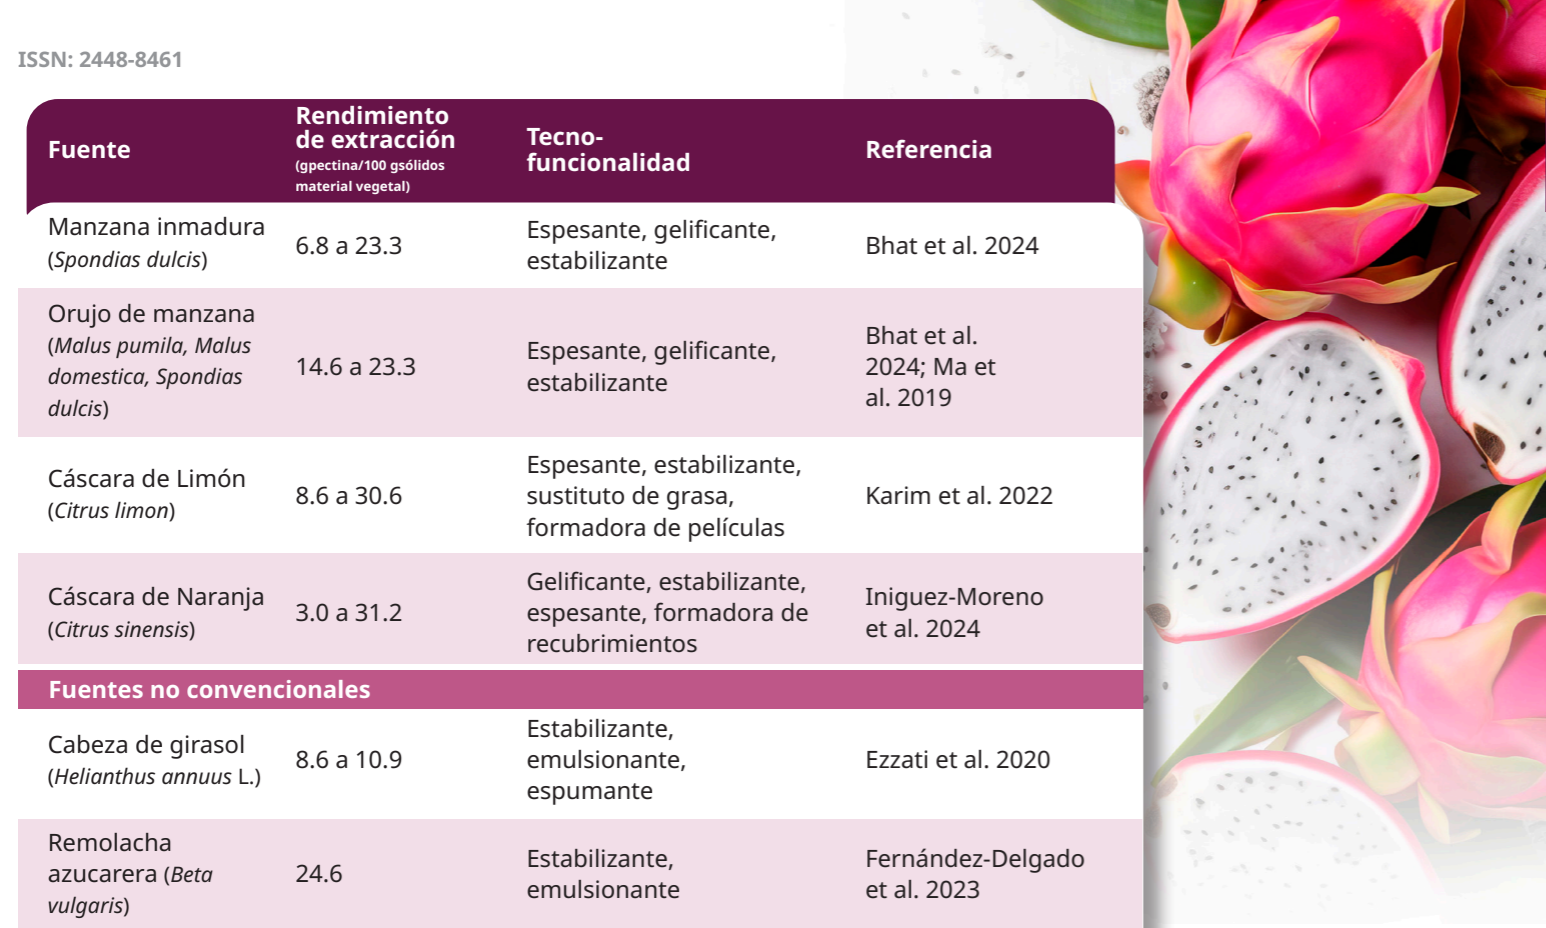 ISSN: 2448-8461
Fuente
Rendimiento
de extracción
(gpectina/100 gsólidos
material vegetal)
Tecno-
funcionalidad
Referencia
Manzana inmadura
(Spondias dulcis)
6.8 a 23.3
Espesante, gelificante,
estabilizante
Bhat et al. 2024
Orujo de manzana
(Malus pumila, Malus
domestica, Spondias
dulcis)
14.6 a 23.3
Espesante, gelificante,
estabilizante
Bhat et al.
2024; Ma et
al. 2019
Cáscara de Limón
(Citrus limon)
8.6 a 30.6
Espesante, estabilizante,
sustituto de grasa,
formadora de películas
Karim et al. 2022
Cáscara de Naranja
(Citrus sinensis)
3.0 a 31.2
Gelificante, estabilizante,
espesante, formadora de
recubrimientos
Iniguez-Moreno
et al. 2024
Fuentes no convencionales
Cabeza de girasol
(Helianthus annuus L.)
8.6 a 10.9
Estabilizante,
emulsionante,
espumante
Ezzati et al. 2020
Remolacha
azucarera (Beta
vulgaris)
24.6
Estabilizante,
emulsionante
Fernández-Delgado
et al. 2023